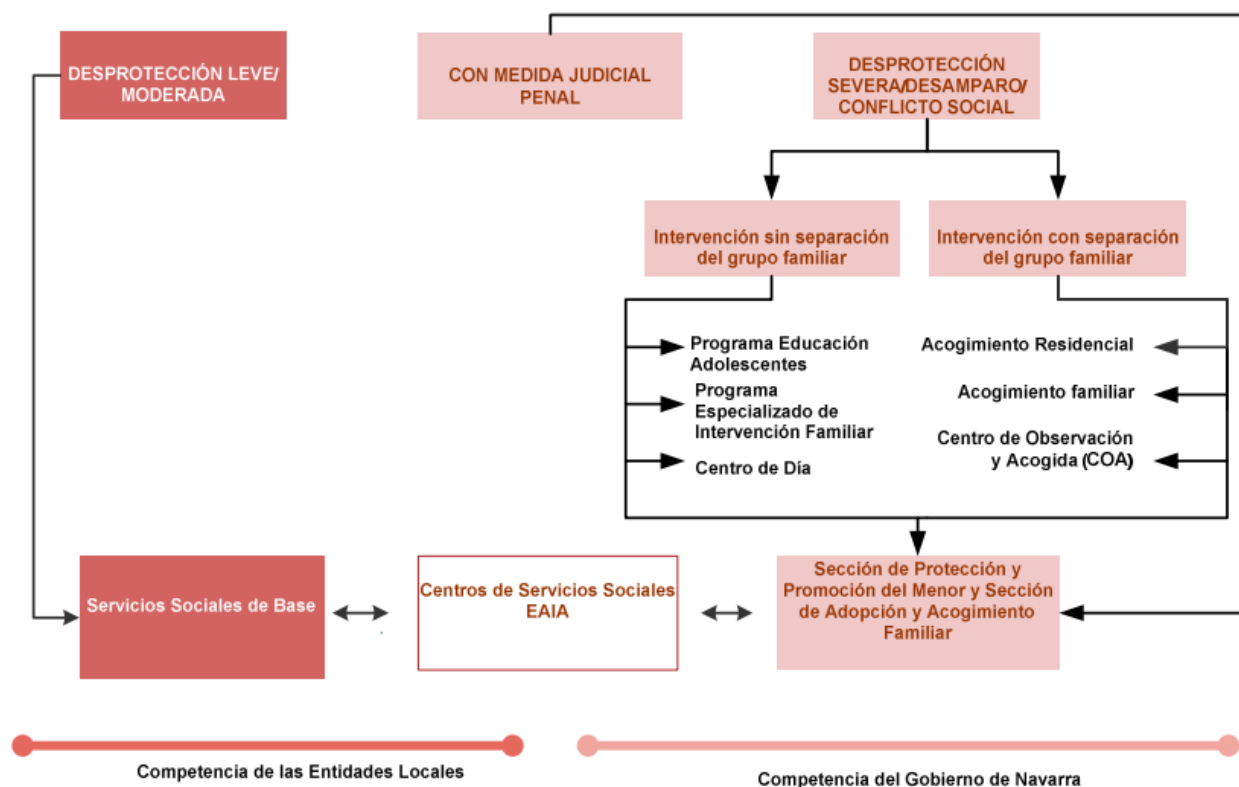 DESPROTECCIÓN LEVE/
MODERADA
CON MEDIDA JUDICIAL
PENAL
DESPROTECCIÓN
SEVERA/DESAMPARO/
CONFLICTO SOCIAL
Intervención sin separación
del grupo familiar
Intervención con separación
del grupo familiar
Programa Educación
Adolescentes
Programa
Especializado de
Intervención Familiar
Centro de Día
Acogimiento Residencial
Acogimiento familiar
Centro de Observación
y Acogida (COA)
Servicios Sociales de Base
Centros de Servicios Sociales
EAIA
Sección de Protección y
Promoción del Menor y Sección
de Adopción y Acogimiento
Familiar
Competencia de las Entidades Locales
Competencia del Gobierno de Navarra